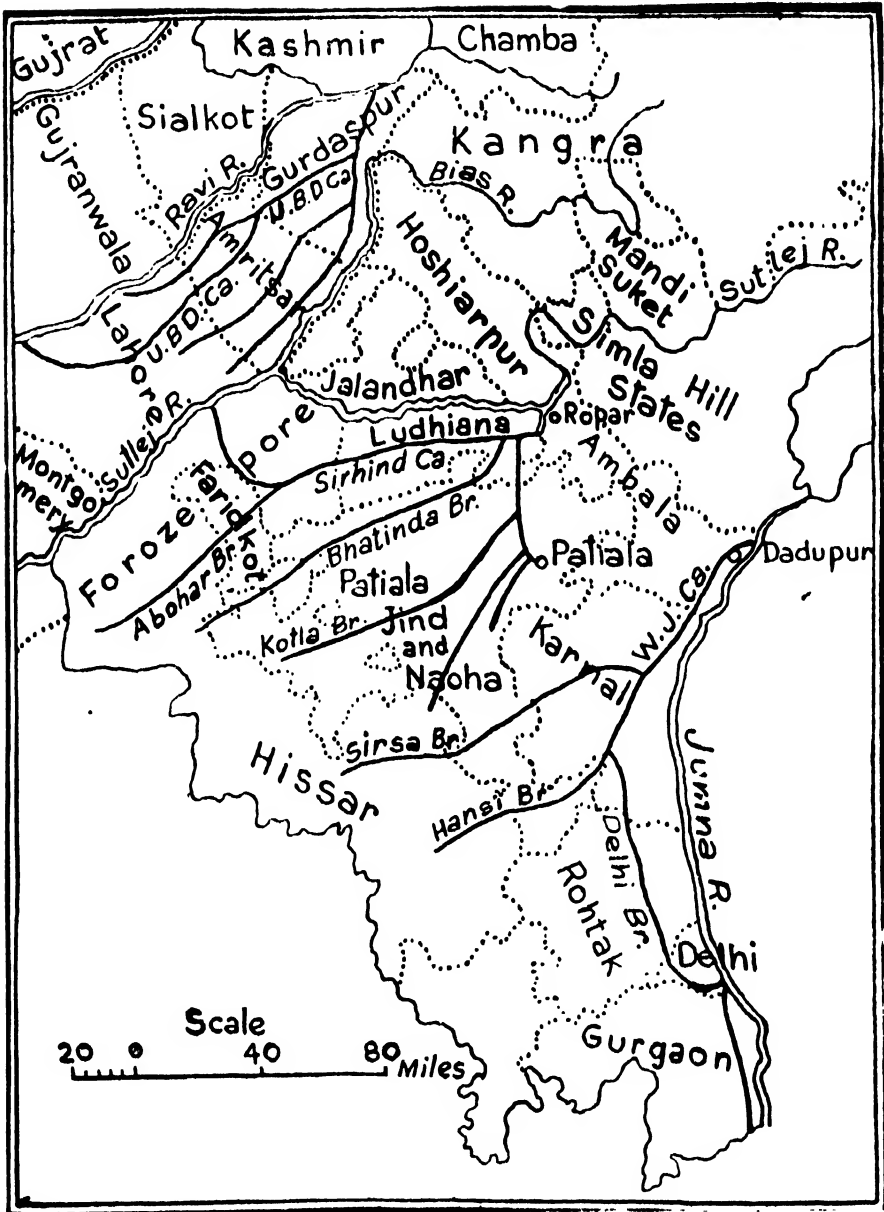 Gujrat
Kashmir
Chamba
Sialkot
Gujranwala
Ravi R.
Gurdaspur
U.B.D.Ca
Kangra
Bias R.
Amritsar
Hoshiarpur
Mandi
Suket
Sutlej R.
Lahore
U.B.D.Ca.
Simla
Hill
States
Jalandhar
Sutlej R.
Ropar
Ludhiana
Ambala
Montgo
mery
Foroze
pore
Faridkot
Sirhind Ca.
Abohar Br.
Bhatinda Br.
Patiala
Patiala
Dadupur
Kotla Br.
Jind
and
Naoha
Karnal
W.J.Ca.
Sirsa Br.
Hissar
Hansi Br.
Delhi Br.
Jumna R.
Rohtak
Delhi
Gurgaon
Scale
20 0 40 80 Miles